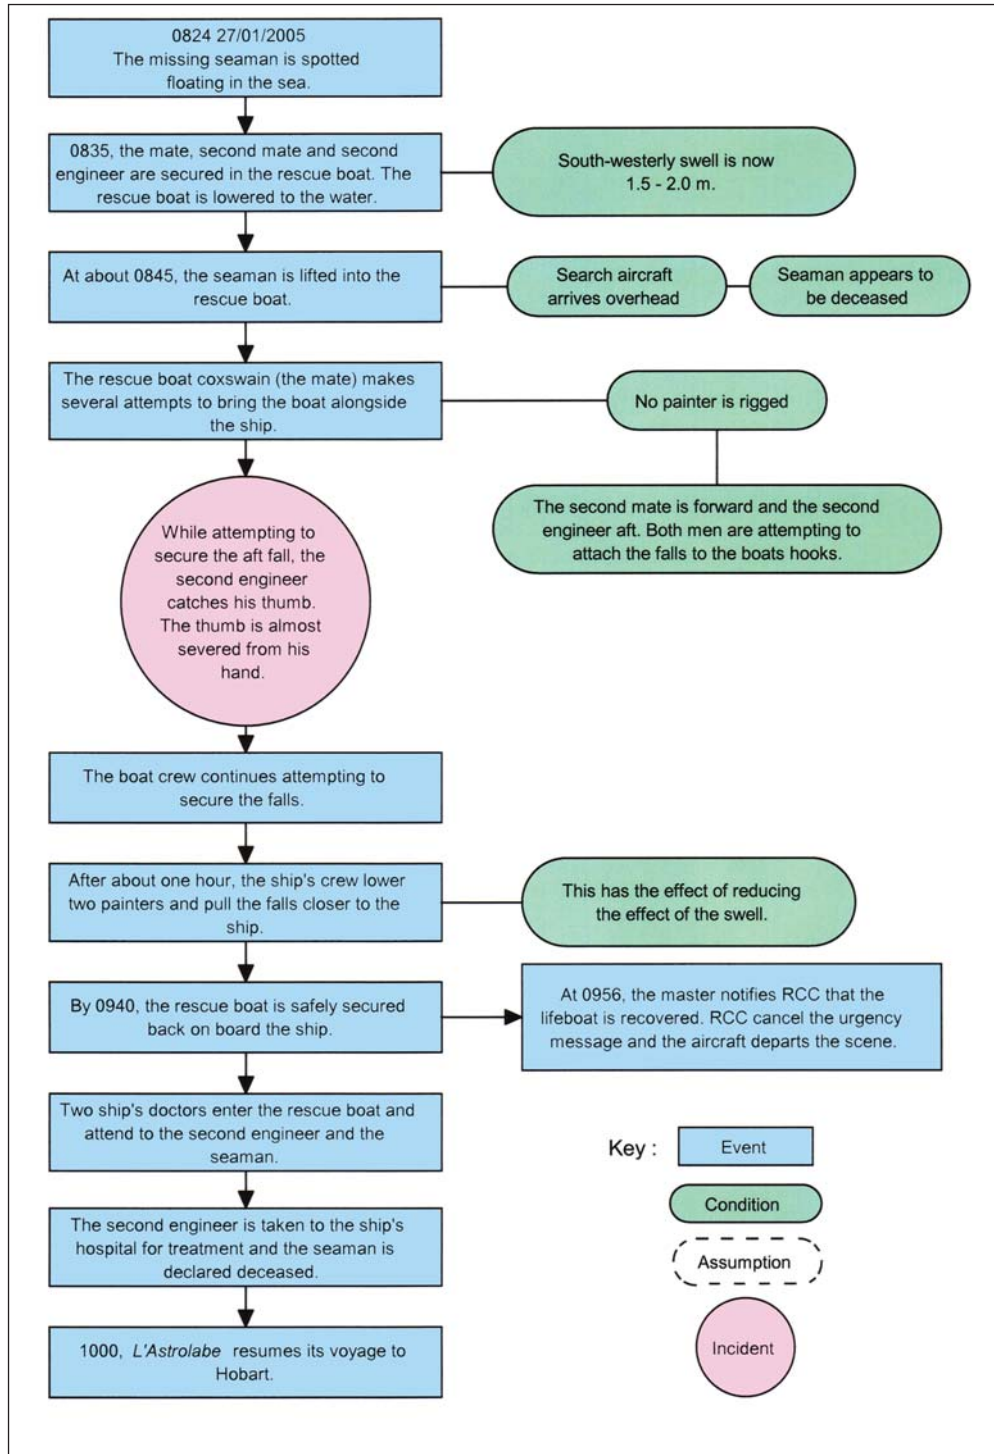 0824 27/01/2005
The missing seaman is spotted
floating in the sea.
0835, the mate, second mate and second
engineer are secured in the rescue boat. The
rescue boat is lowered to the water.
South-westerly swell is now
1.5 - 2.0 m.
At about 0845, the seaman is lifted into the
rescue boat.
Search aircraft
arrives overhead
Seaman appears to
be deceased
The rescue boat coxswain (the mate) makes
several attempts to bring the boat alongside
the ship.
No painter is rigged
The second mate is forward and the second
engineer aft. Both men are attempting to
attach the falls to the boats hooks.
While attempting to
secure the aft fall, the
second engineer
catches his thumb.
The thumb is almost
severed from his
hand.
The boat crew continues attempting to
secure the falls.
After about one hour, the ship's crew lower
two painters and pull the falls closer to the
ship.
This has the effect of reducing
the effect of the swell.
By 0940, the rescue boat is safely secured
back on board the ship.
At 0956, the master notifies RCC that the
lifeboat is recovered. RCC cancel the urgency
message and the aircraft departs the scene.
Two ship's doctors enter the rescue boat and
attend to the second engineer and the
seaman.
The second engineer is taken to the ship's
hospital for treatment and the seaman is
declared deceased.
1000, L'Astrolabe resumes its voyage to
Hobart.
Key :
Event
Condition
Assumption
Incident